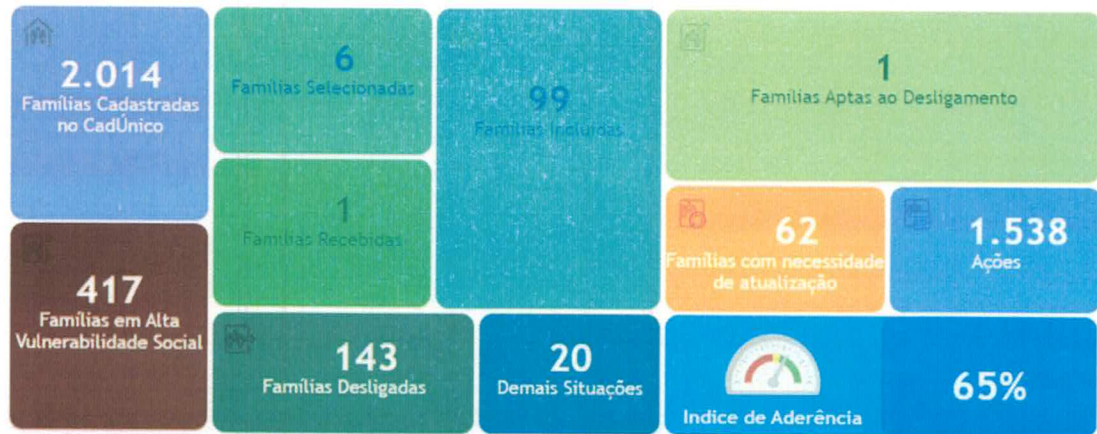 2.014
Famílias Cadastradas
no CadÚnico
6
Famílias Selecionadas
99
Famílias Incluídas
1
Famílias Aptas ao Desligamento
1
Famílias Recebidas
62
Famílias com necessidade
de atualização
1.538
Ações
417
Famílias em Alta
Vulnerabilidade Social
143
Famílias Desligadas
20
Demais Situações
Indice de Aderência
65%